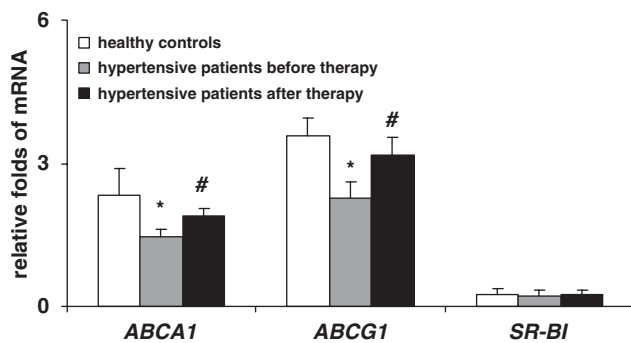 6
healthy controls
hypertensive patients before therapy
hypertensive patients after therapy
relative folds of mRNA
3
0
*
#
*
#
ABCA1
ABCG1
SR-BI